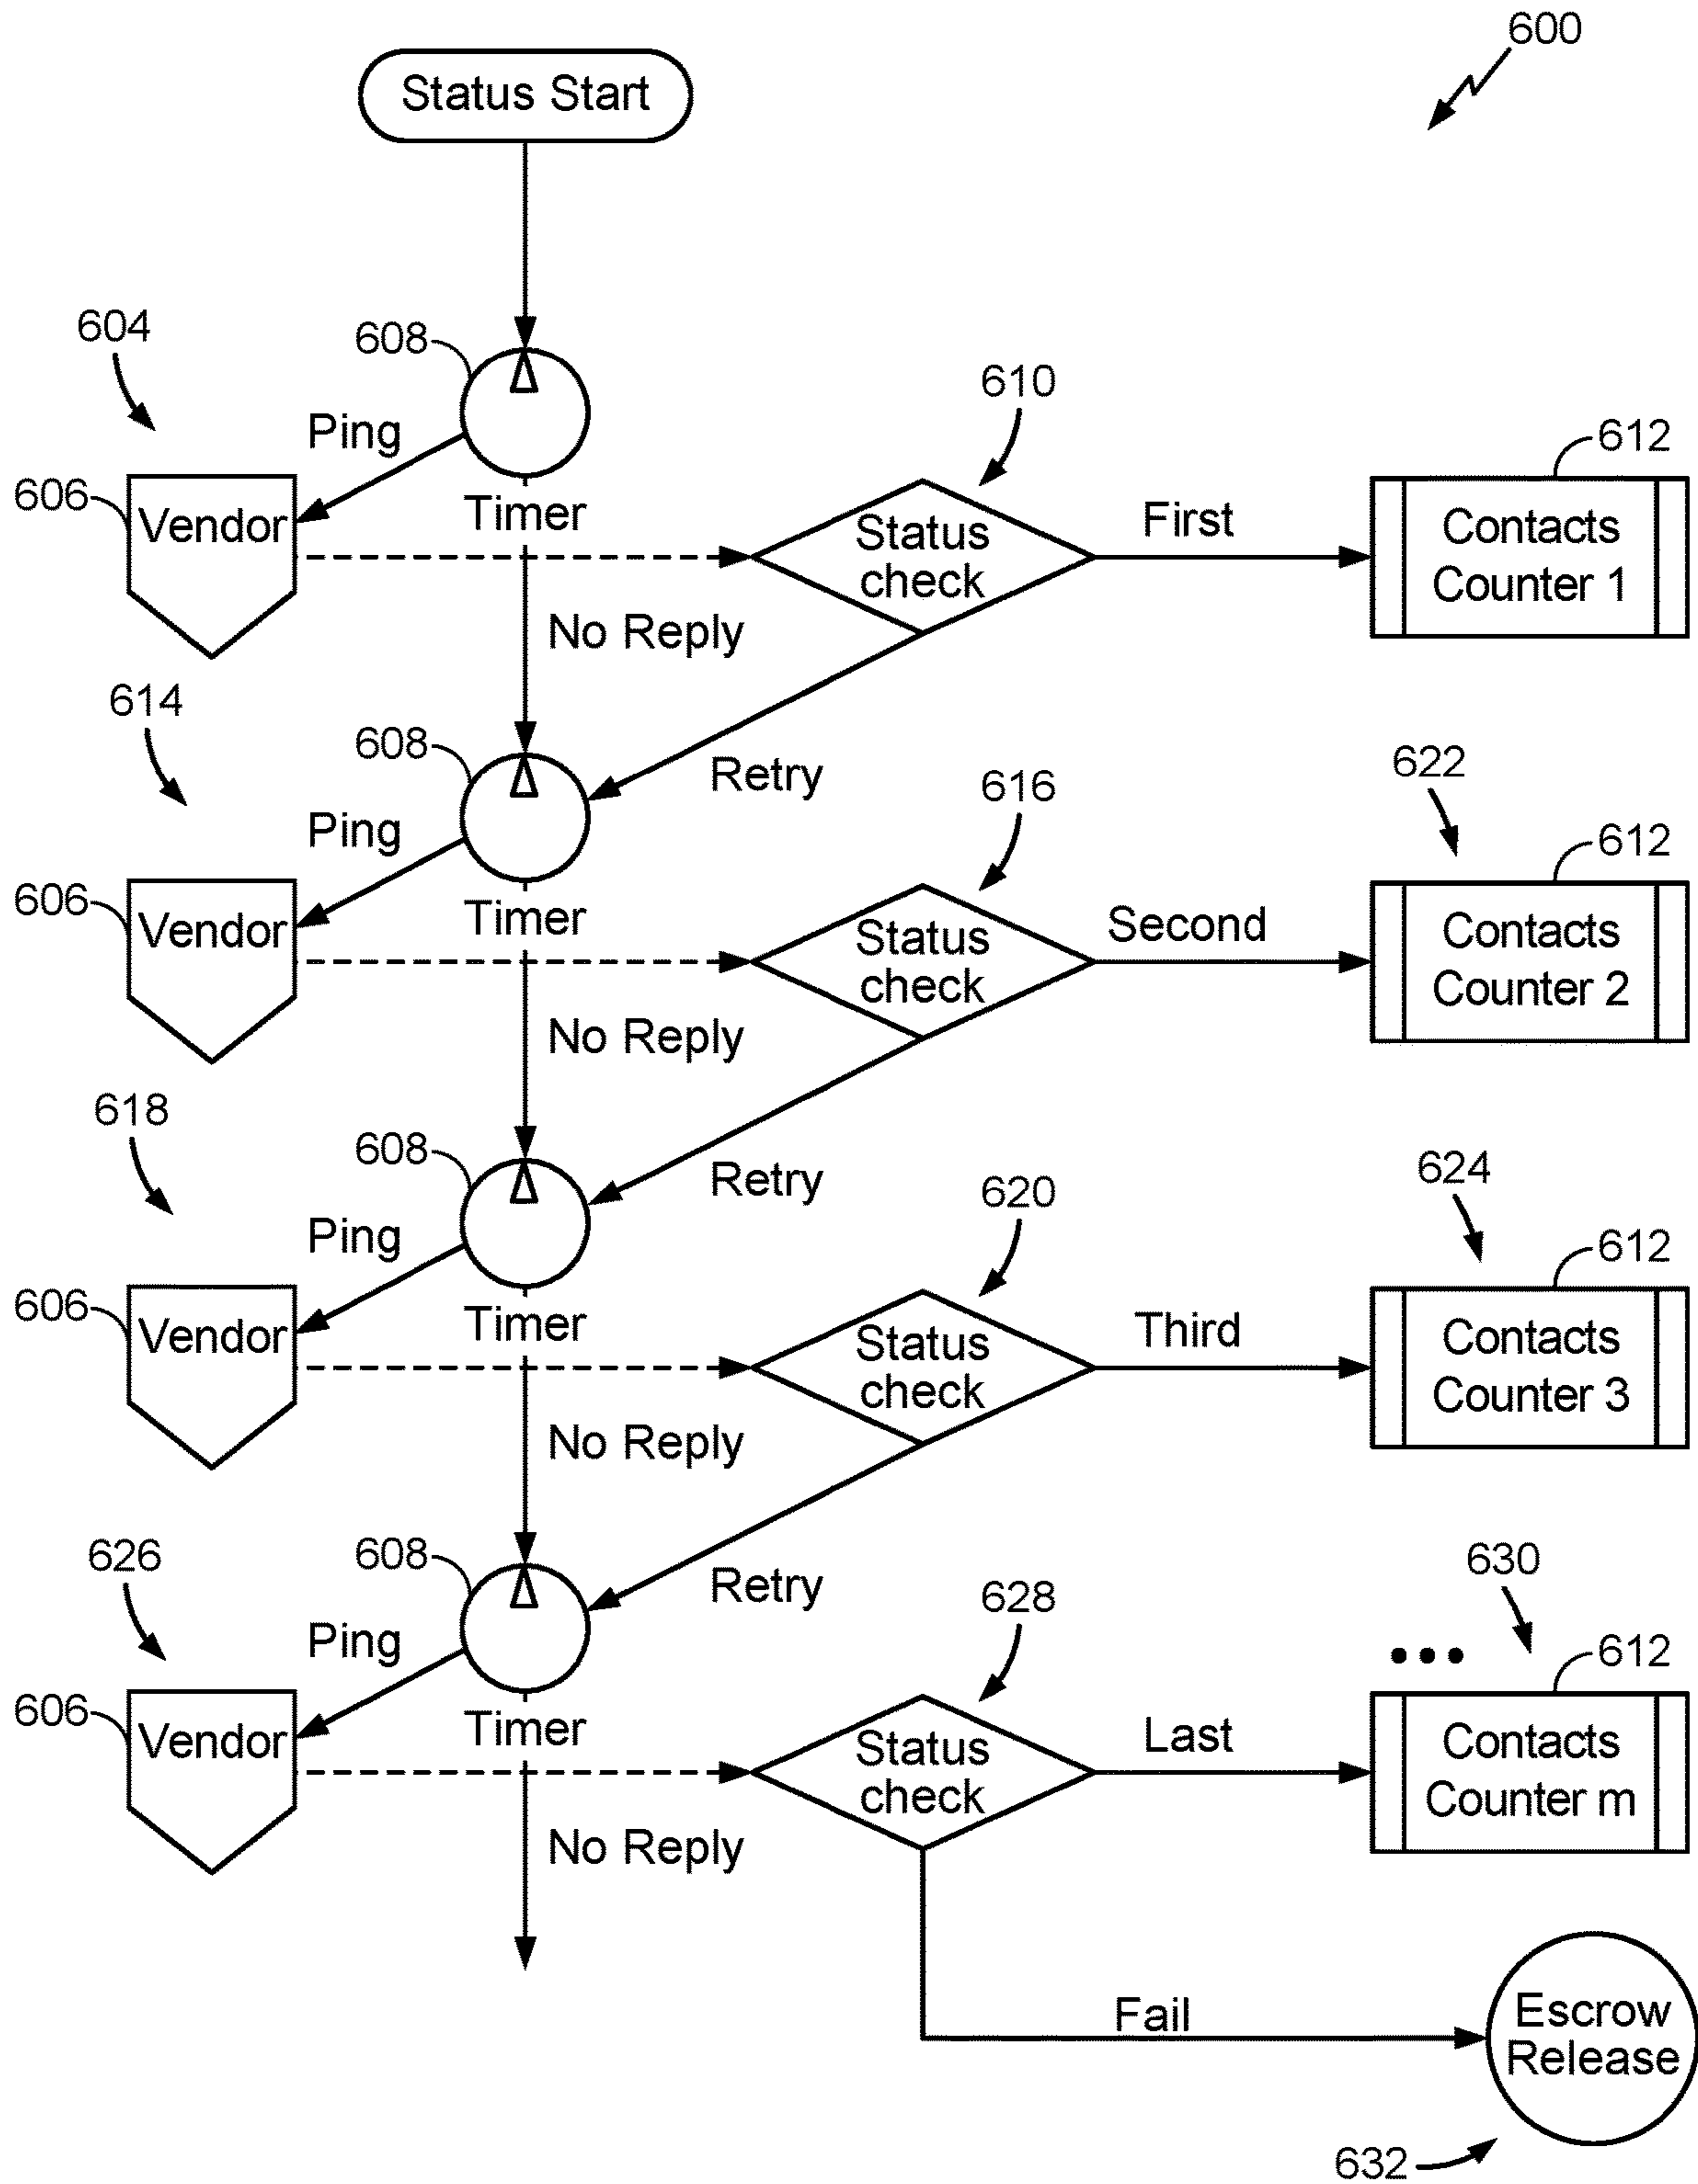 600
Status Start
604
608
Ping
610
612
606
Vendor
Timer
Status
check
First
Contacts
Counter 1
No Reply
614
608
Retry
Ping
616
622
612
606
Vendor
Timer
Status
check
Second
Contacts
Counter 2
No Reply
618
608
Retry
Ping
620
624
612
606
Vendor
Timer
Status
check
Third
Contacts
Counter 3
No Reply
626
608
Retry
Ping
628
630
...
612
606
Vendor
Timer
Status
check
Last
Contacts
Counter m
No Reply
Fail
Escrow
Release
632